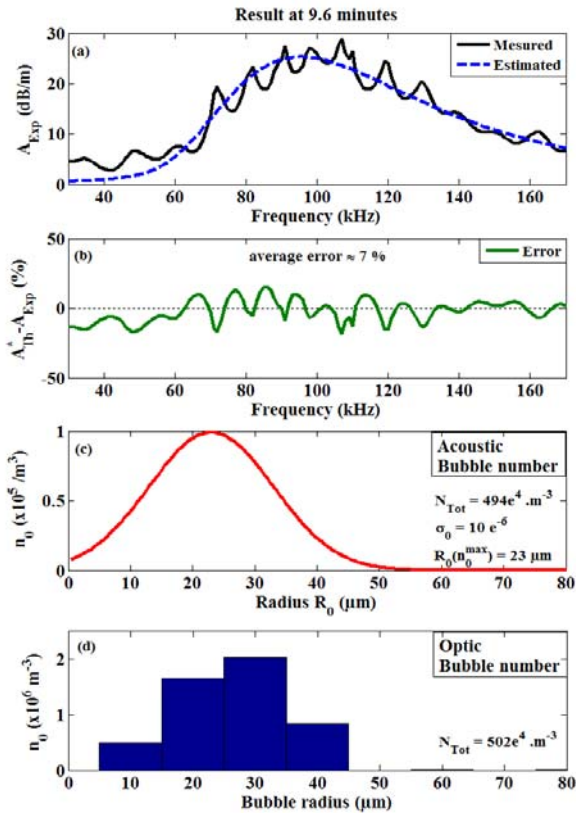 Result at 9.6 minutes
(a)
Mesured
Estimated
A_Exp (dB/m)
30
20
10
0
40 60 80 100 120 140 160
Frequency (kHz)
(b)
average error ≈ 7 %
Error
A*_Th-A_Exp (%)
50
0
-50
40 60 80 100 120 140 160
Frequency (kHz)
(c)
Acoustic
Bubble number
N_Tot = 494e^4 .m^-3
σ_0 = 10 e^-6
R_0(n_0^max) = 23 µm
n_0 (x10^5 /m^3)
1
0.5
0
0 10 20 30 40 50 60 70 80
Radius R_0 (µm)
(d)
Optic
Bubble number
N_Tot = 502e^4 .m^-3
n_0 (x10^6 m^-3)
2
1
0
0 10 20 30 40 50 60 70 80
Bubble radius (µm)